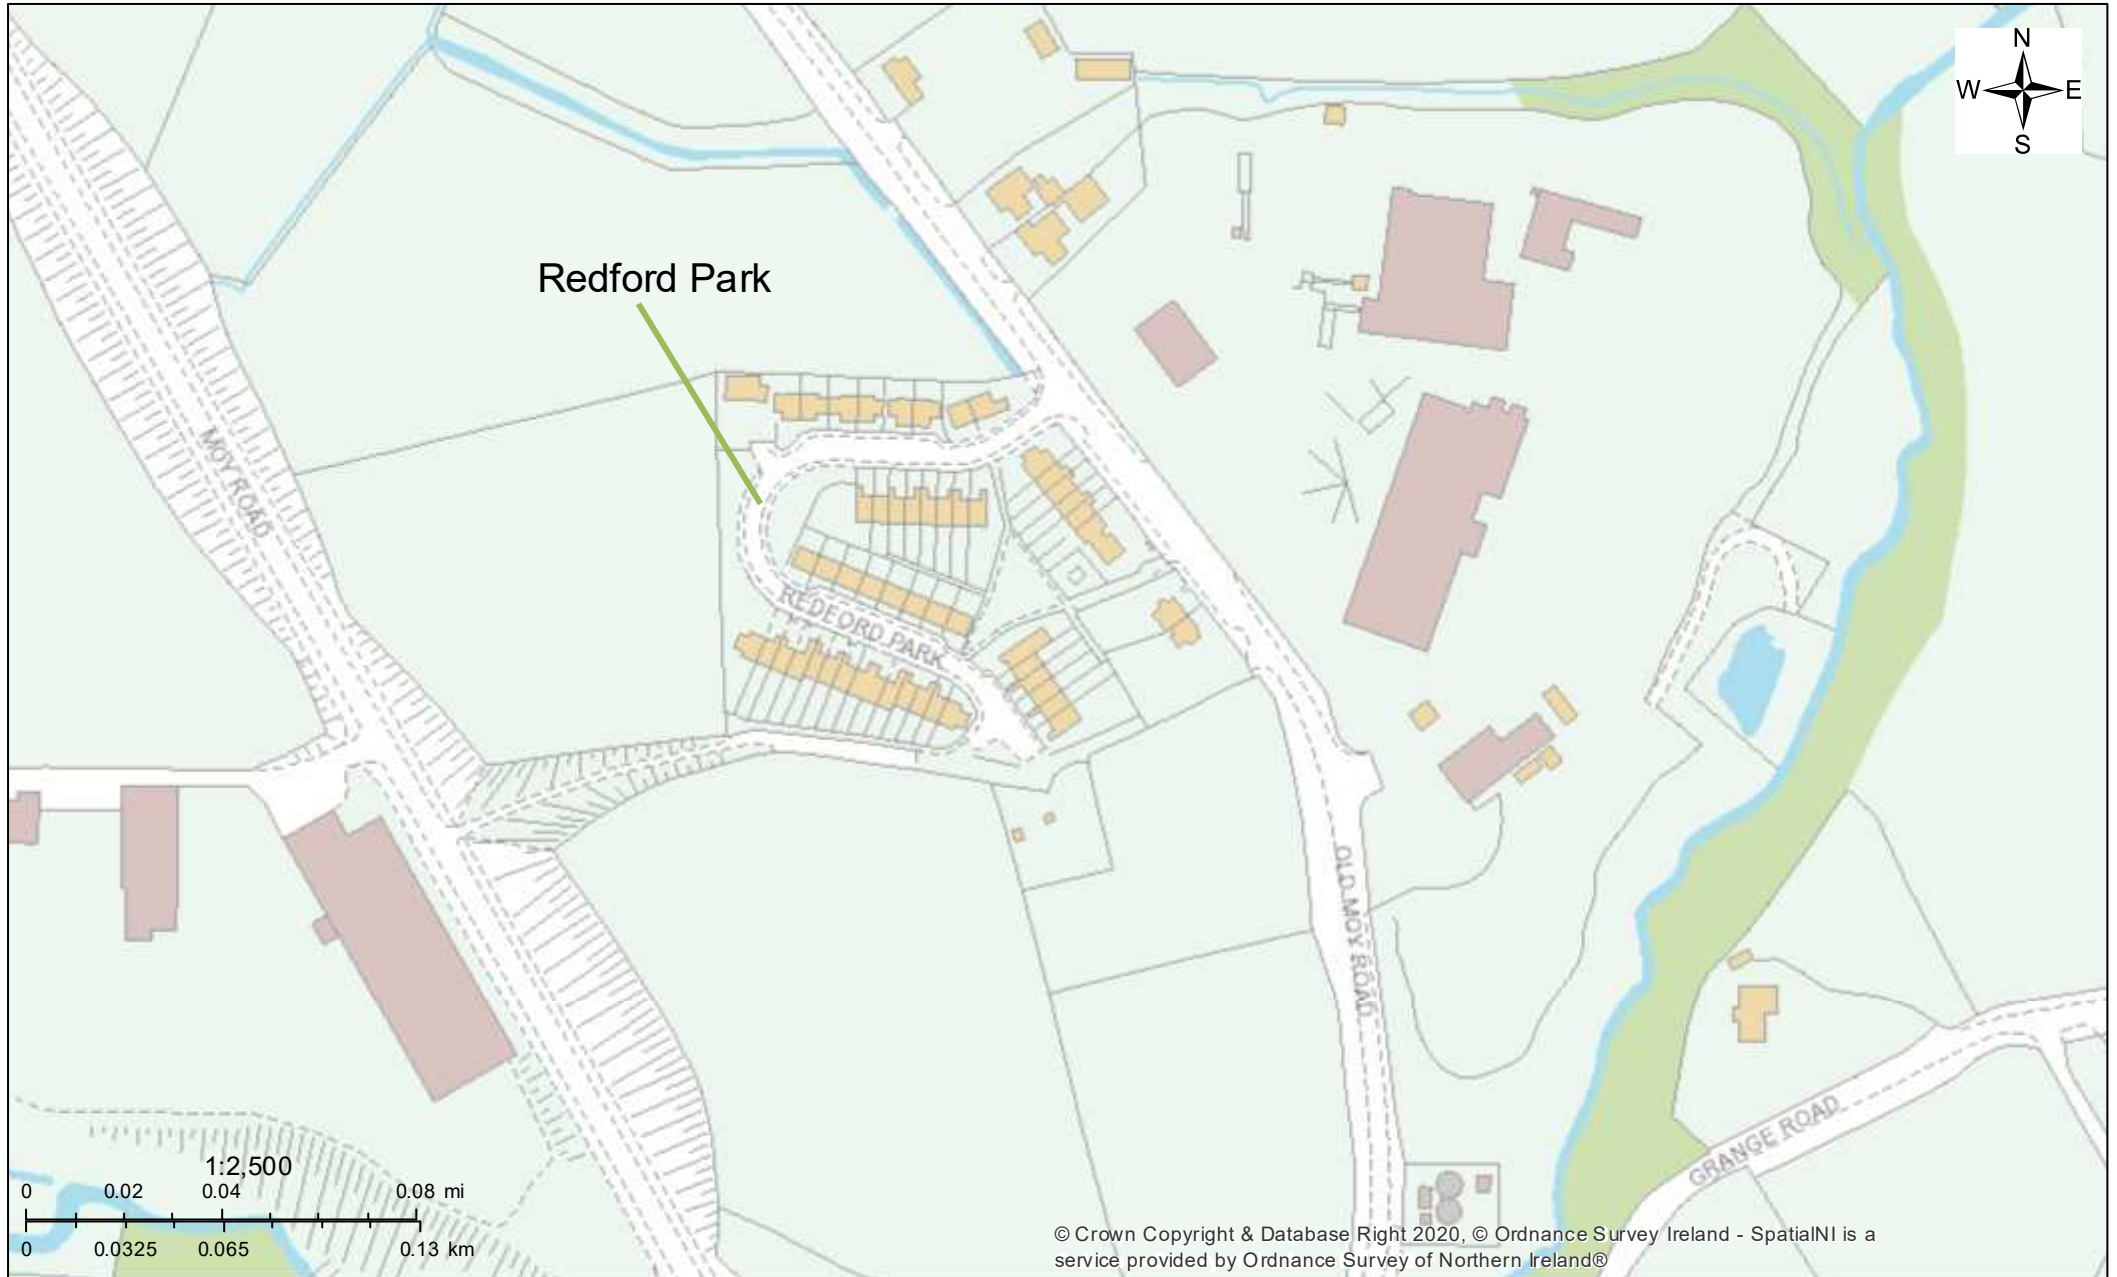 N
W E
S
Redford Park
MOY ROAD
REDFORD PARK
OLD MOY ROAD
GRANGE ROAD
1:2,500
0 0.02 0.04 0.08 mi
0 0.0325 0.065 0.13 km
© Crown Copyright & Database Right 2020, © Ordnance Survey Ireland - SpatialNI is a
service provided by Ordnance Survey of Northern Ireland®